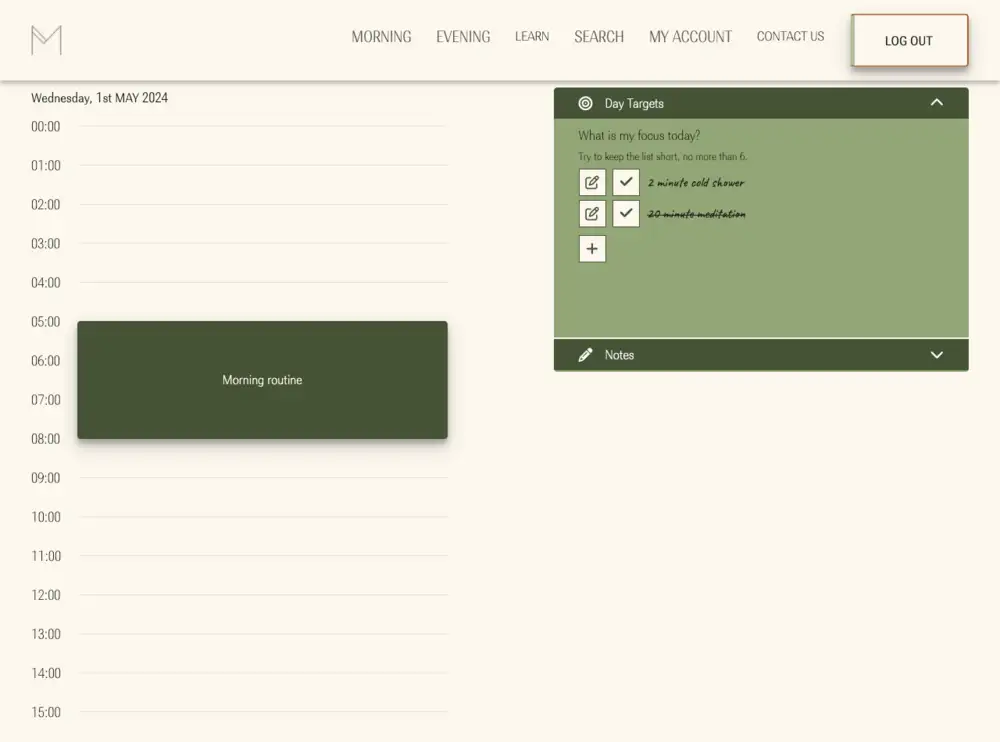 M
MORNING EVENING LEARN SEARCH MY ACCOUNT CONTACT US LOG OUT
Wednesday, 1st MAY 2024
00:00
01:00
02:00
03:00
04:00
05:00
06:00
07:00
08:00
09:00
10:00
11:00
12:00
13:00
14:00
15:00
Morning routine
Day Targets
What is my focus today?
Try to keep the list short, no more than 6.
2 minute cold shower
20 minute meditation
Notes